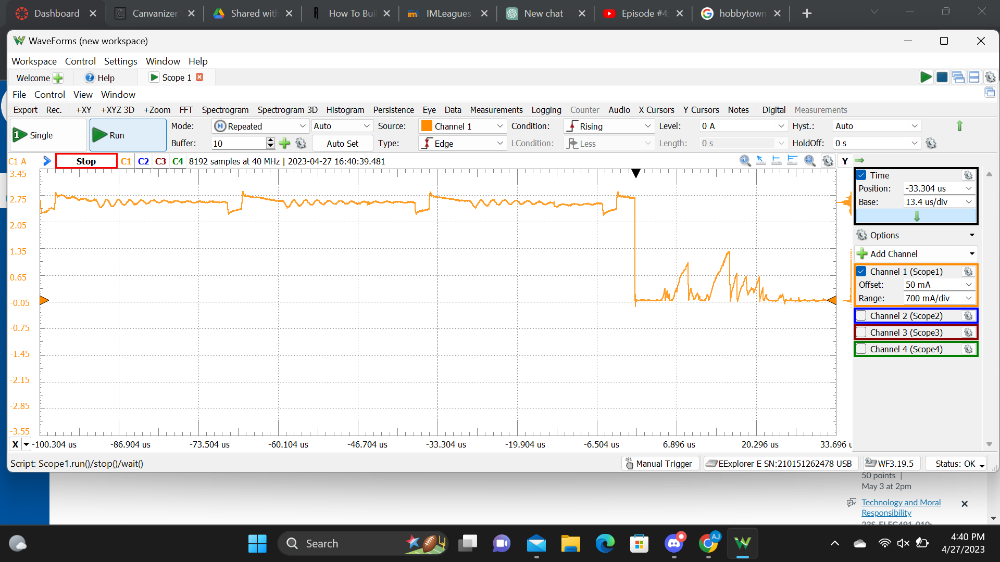 Dashboard
Canvanizer
Shared with
How To Bui
IMLeagues
New chat
Episode #4:
hobbytown
WaveForms (new workspace)
Workspace Control Settings Window Help
Welcome Help Scope 1
File Control View Window
Export Rec. +XY +XYZ 3D +Zoom FFT Spectrogram Spectrogram 3D Histogram Persistence Eye Data Measurements Logging Counter Audio X Cursors Y Cursors Notes Digital Measurements
Single Run Mode: Repeated Auto Source: Channel 1 Condition: Rising Level: 0 A Hyst.: Auto
Buffer: 10 Auto Set Type: Edge LCondition: Less Length: 0 s HoldOff: 0 s
C1 A Stop C1 C2 C3 C4 8192 samples at 40 MHz | 2023-04-27 16:40:39.481 Y
3.45
2.75
2.05
1.35
0.65
-0.05
-0.75
-1.45
-2.15
-2.85
-3.55
X -100.304 us -86.904 us -73.504 us -60.104 us -46.704 us -33.304 us -19.904 us -6.504 us 6.896 us 20.296 us 33.696 u
Time
Position: -33.304 us
Base: 13.4 us/div
Options
Add Channel
Channel 1 (Scope1)
Offset: 50 mA
Range: 700 mA/div
Channel 2 (Scope2)
Channel 3 (Scope3)
Channel 4 (Scope4)
Script: Scope1.run()/stop()/wait() Manual Trigger EExplorer E SN:210151262478 USB WF3.19.5 Status: OK
50 points |
May 3 at 2pm
Technology and Moral
Responsibility
Search
AJ
4:40 PM
4/27/2023